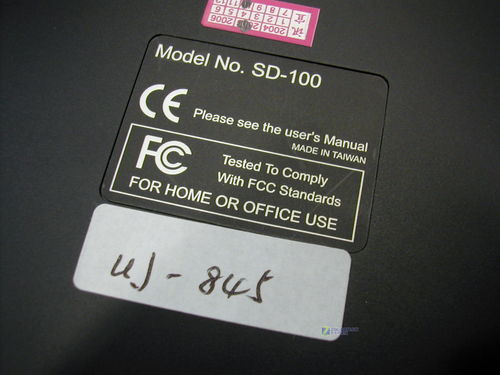 Model No. SD-100
CE Please see the user's Manual
MADE IN TAIWAN
FC Tested To Comply
With FCC Standards
FOR HOME OR OFFICE USE
UJ-845